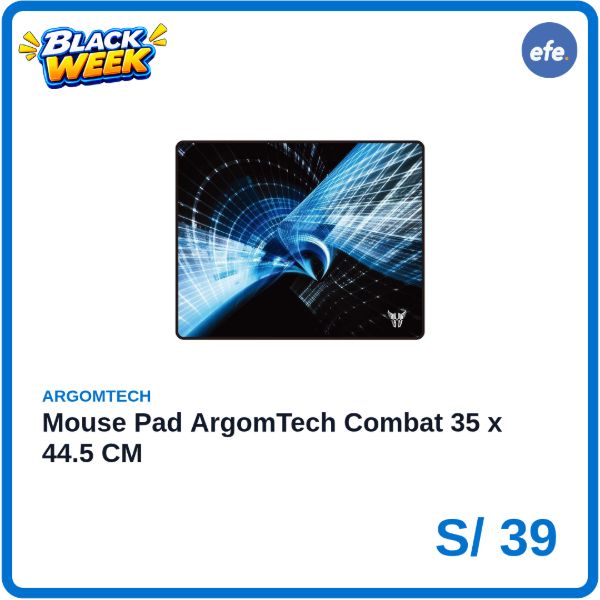 BLACK
WEEK
efe.
ARGOMTECH
Mouse Pad ArgomTech Combat 35 x
44.5 CM
S/ 39